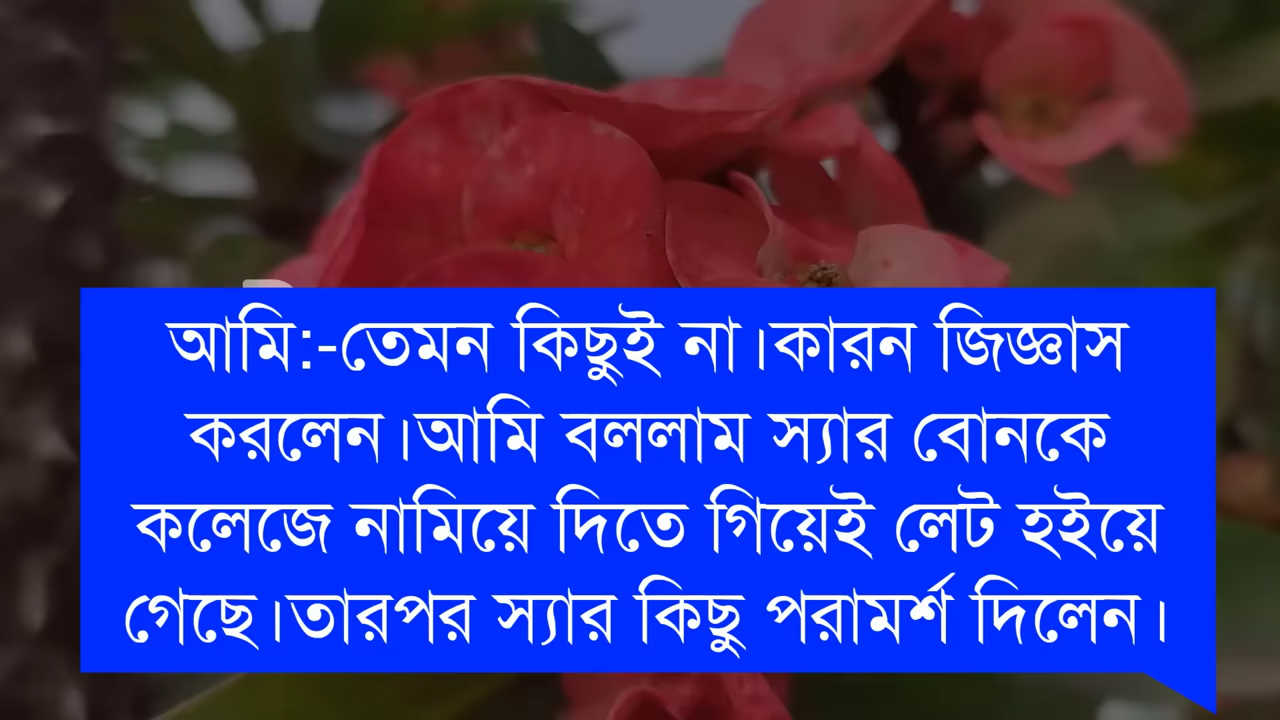 আমি:-তেমন কিছুই না।কারন জিজ্ঞাস
করলেন।আমি বললাম স্যার বোনকে
কলেজে নামিয়ে দিতে গিয়েই লেট হইয়ে
গেছে।তারপর স্যার কিছু পরামর্শ দিলেন।